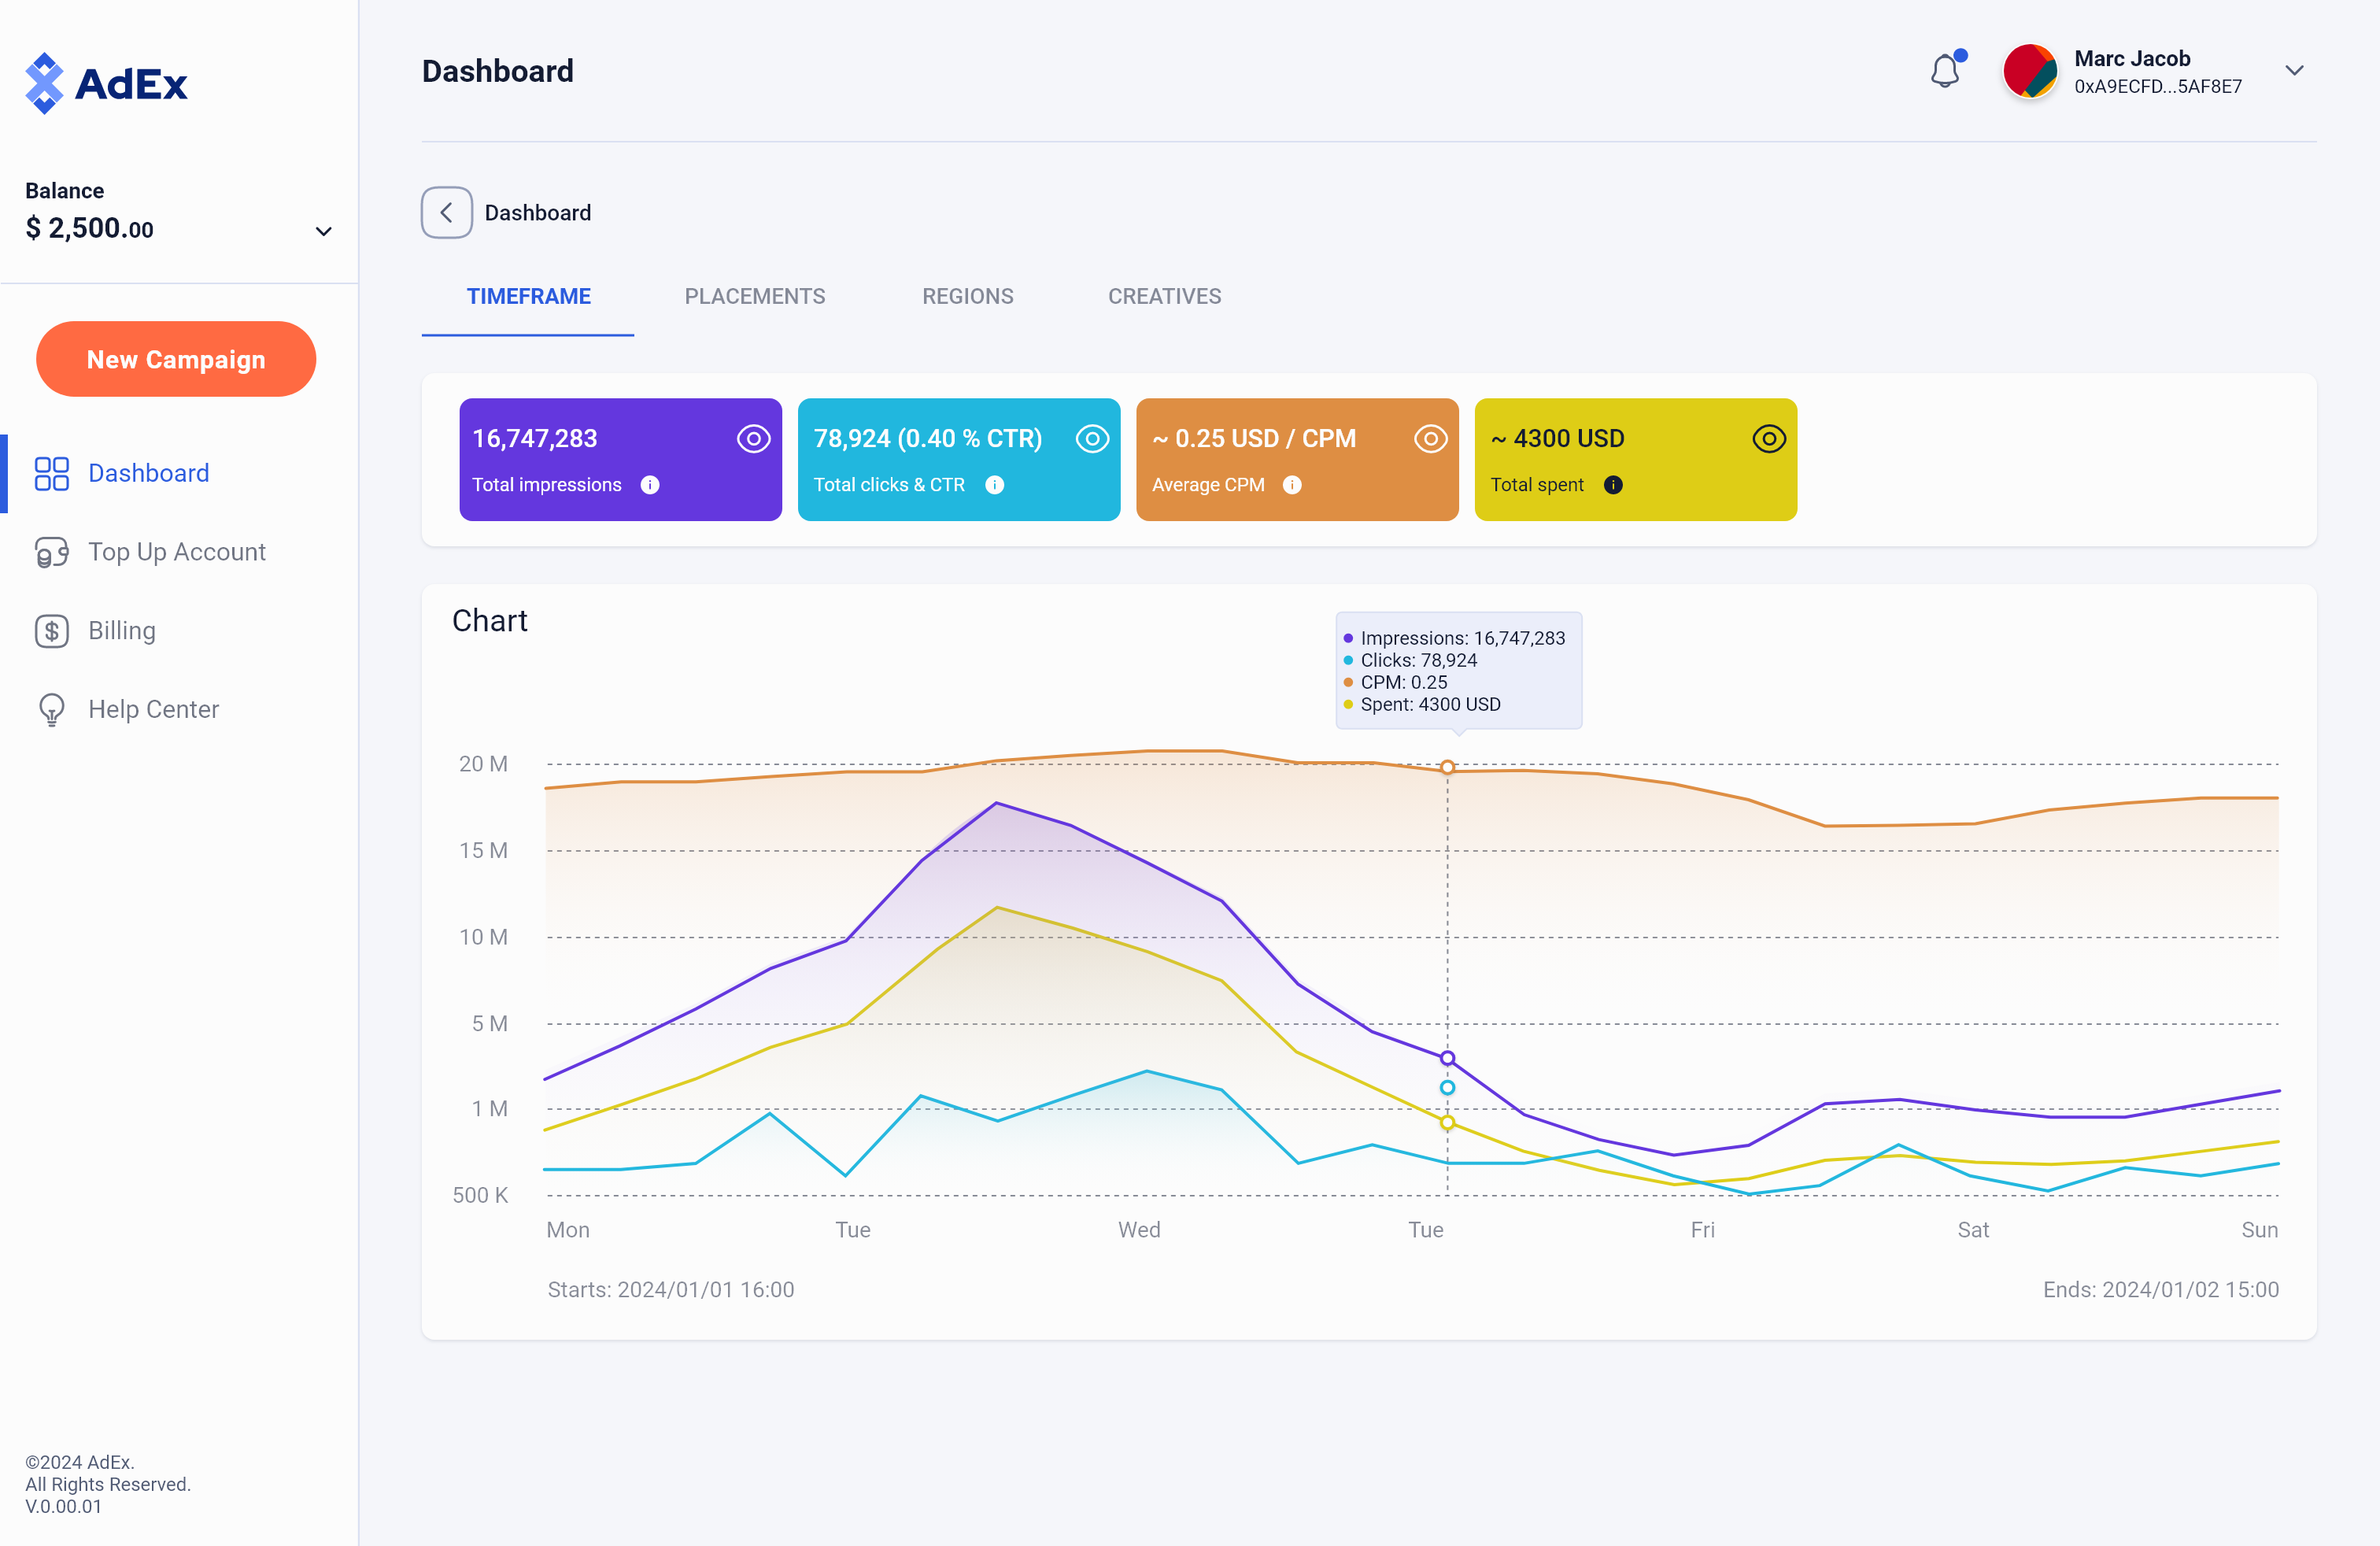 AdEx
Balance
$ 2,500.00
New Campaign
Dashboard
Top Up Account
Billing
Help Center
©2024 AdEx.
All Rights Reserved.
V.0.00.01
Dashboard
Marc Jacob
0xA9ECFD...5AF8E7
Dashboard
TIMEFRAME PLACEMENTS REGIONS CREATIVES
16,747,283
Total impressions
78,924 (0.40 % CTR)
Total clicks & CTR
~ 0.25 USD / CPM
Average CPM
~ 4300 USD
Total spent
Chart
Impressions: 16,747,283
Clicks: 78,924
CPM: 0.25
Spent: 4300 USD
20 M
15 M
10 M
5 M
1 M
500 K
Mon Tue Wed Tue Fri Sat Sun
Starts: 2024/01/01 16:00 Ends: 2024/01/02 15:00